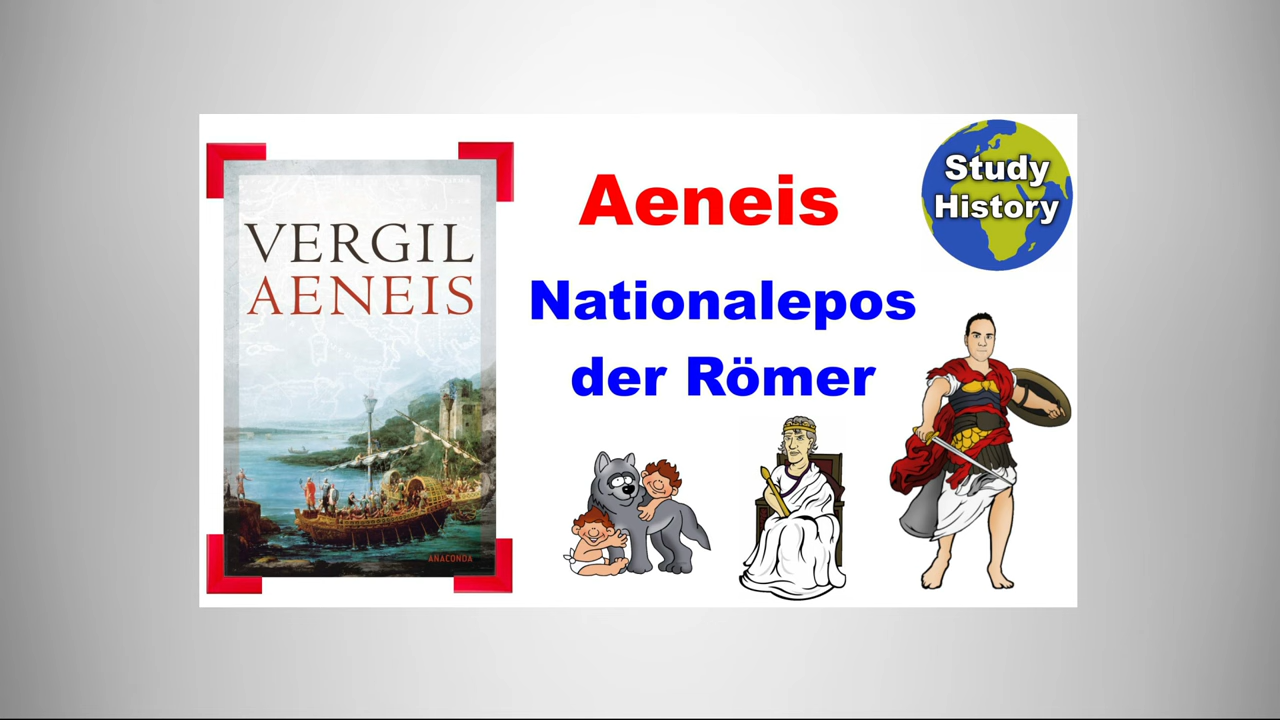 VERGIL
AENEIS
ANACONDA
Aeneis
Nationalepos
der Römer
Study
History